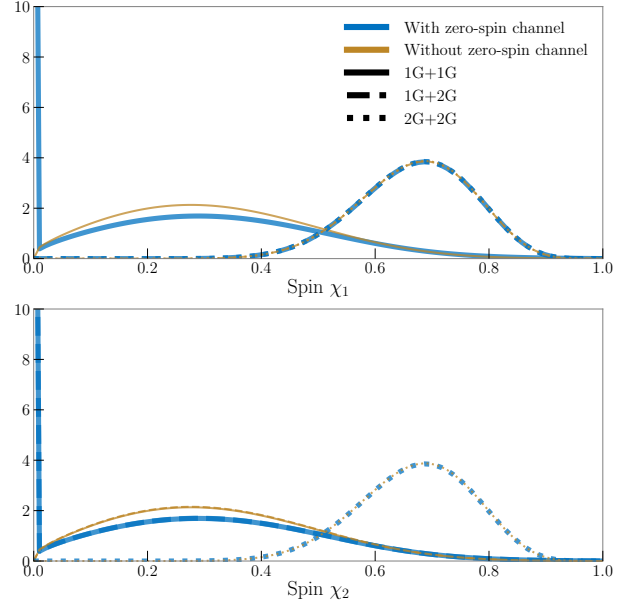 10
8
6
4
2
0
With zero-spin channel
Without zero-spin channel
1G+1G
1G+2G
2G+2G
0.0 0.2 0.4 0.6 0.8 1.0
Spin χ₁
10
8
6
4
2
0
0.0 0.2 0.4 0.6 0.8 1.0
Spin χ₂